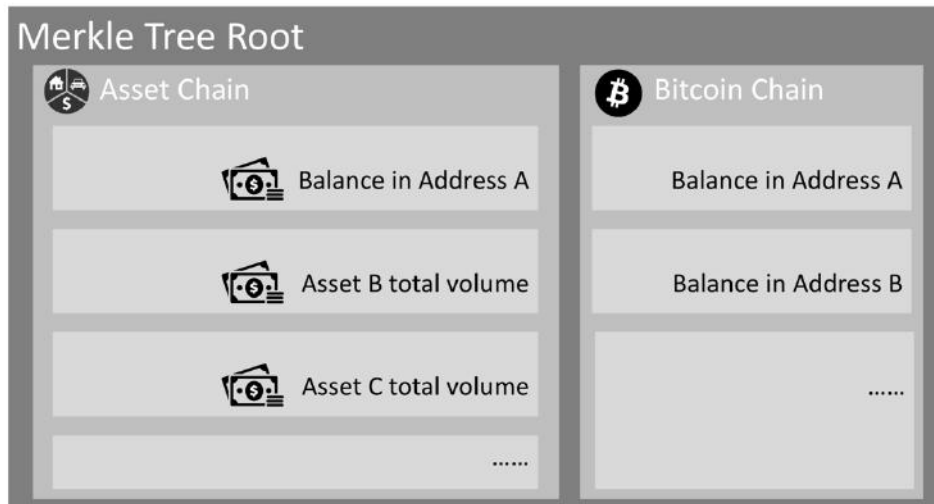 Merkle Tree Root
Asset Chain
Balance in Address A
Asset B total volume
Asset C total volume
......
Bitcoin Chain
Balance in Address A
Balance in Address B
......